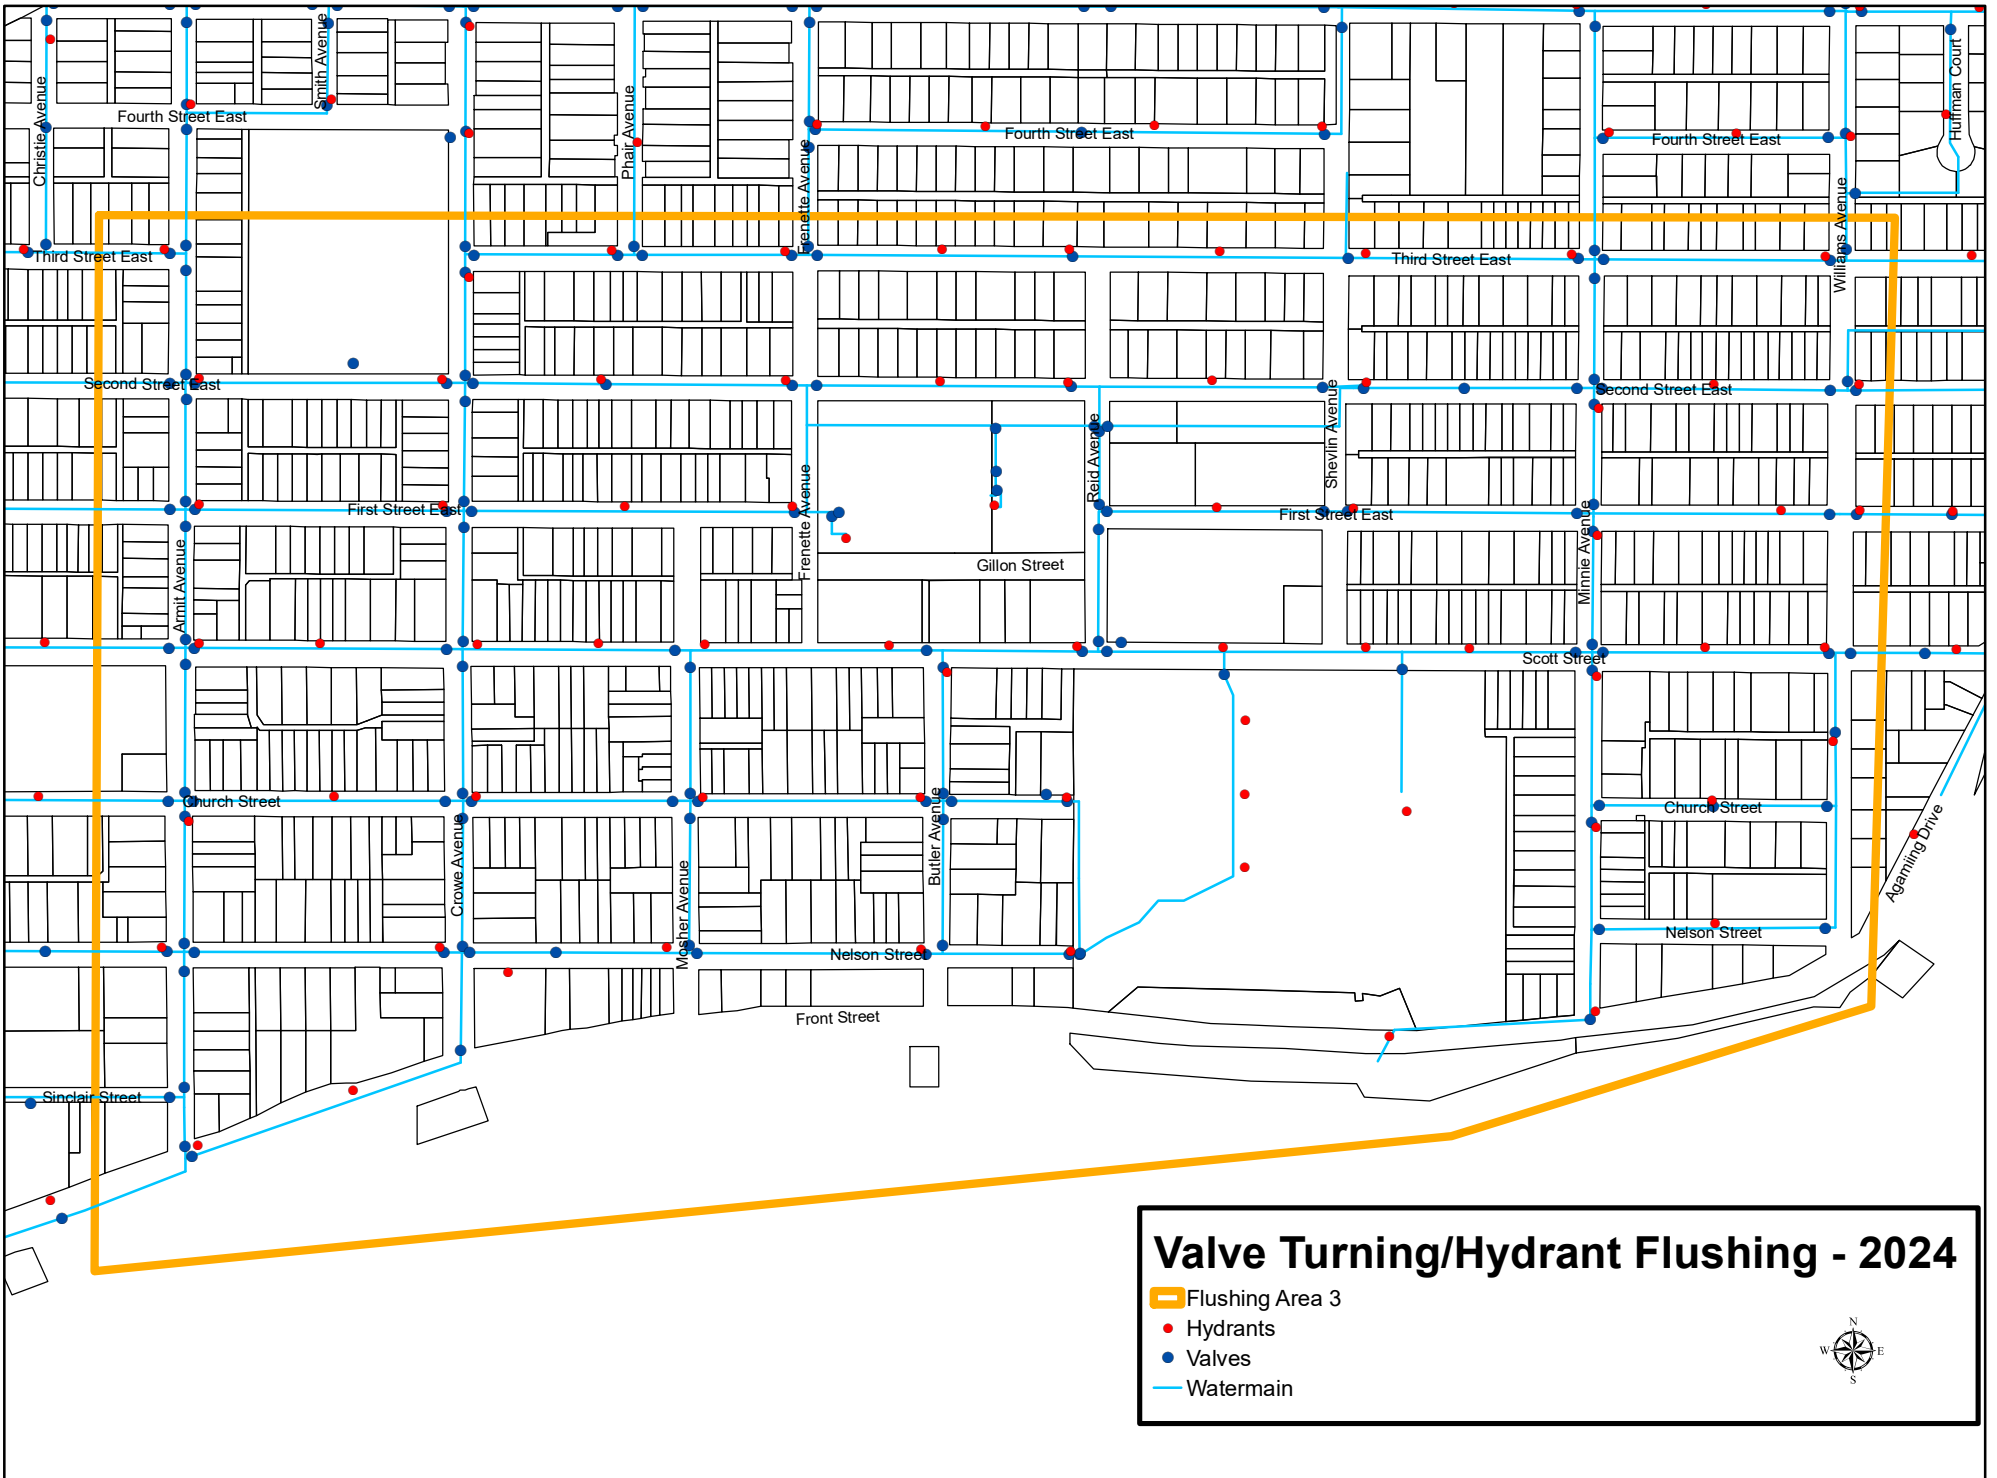 Christie Avenue
Smith Avenue
Huffman Court
Fourth Street East
Phair Avenue
Frenette Avenue
Fourth Street East
Fourth Street East
Williams Avenue
Third Street East
Third Street East
Second Street East
Second Street East
Shevlin Avenue
Reid Avenue
Frenette Avenue
First Street East
First Street East
Minnie Avenue
Armit Avenue
Gillon Street
Scott Street
Church Street
Church Street
Butler Avenue
Crowe Avenue
Mosher Avenue
Agamiing Drive
Nelson Street
Nelson Street
Front Street
Sinclair Street
Valve Turning/Hydrant Flushing - 2024
Flushing Area 3
Hydrants
Valves
Watermain
N
W
E
S